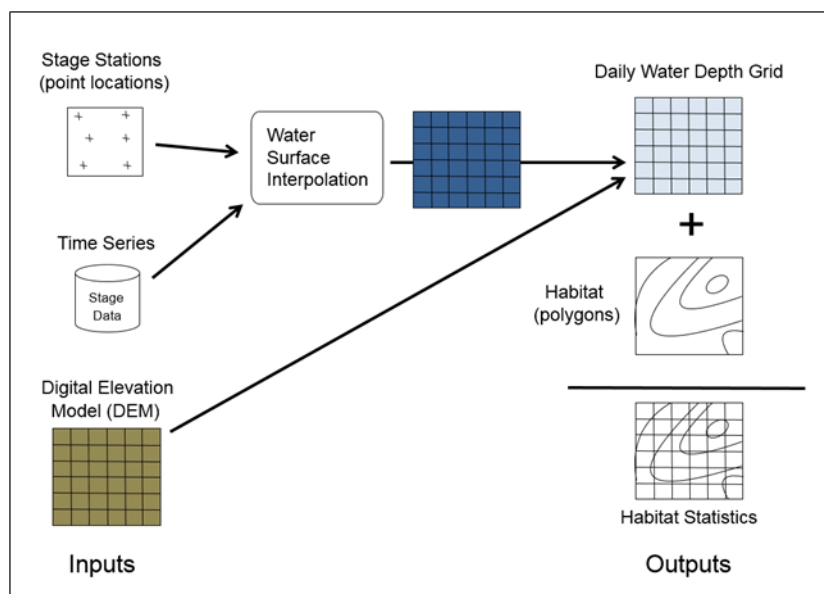 Stage Stations
(point locations)
Time Series
Stage
Data
Digital Elevation
Model (DEM)
Inputs
Water
Surface
Interpolation
Daily Water Depth Grid
+
Habitat
(polygons)
Habitat Statistics
Outputs